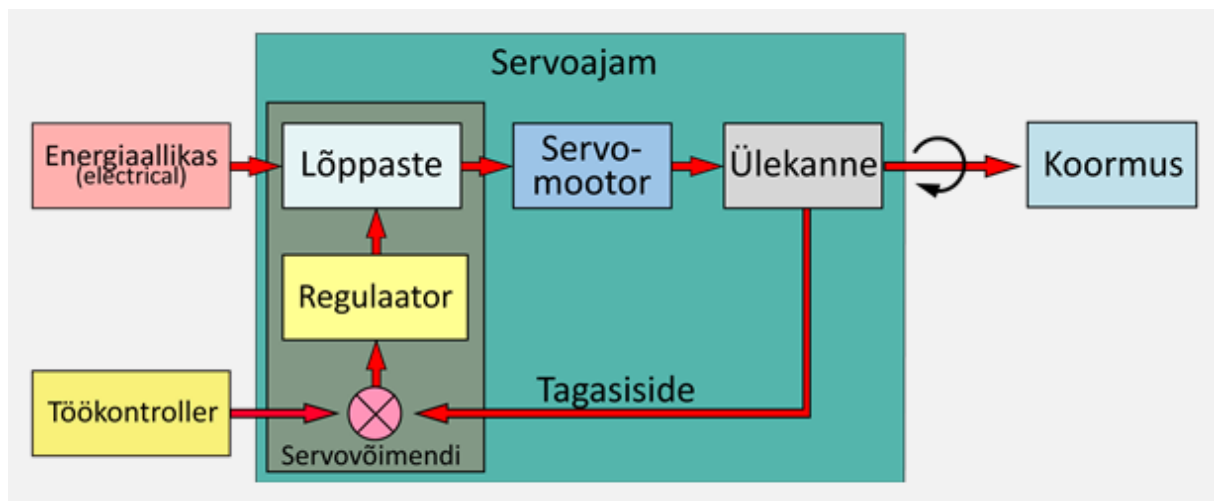 Servoajam
Energiaallikas
(electrical)
Lõppaste
Servo-
mootor
Ülekanne
Koormus
Regulaator
Töökontroller
Tagasiside
Servovõimendi